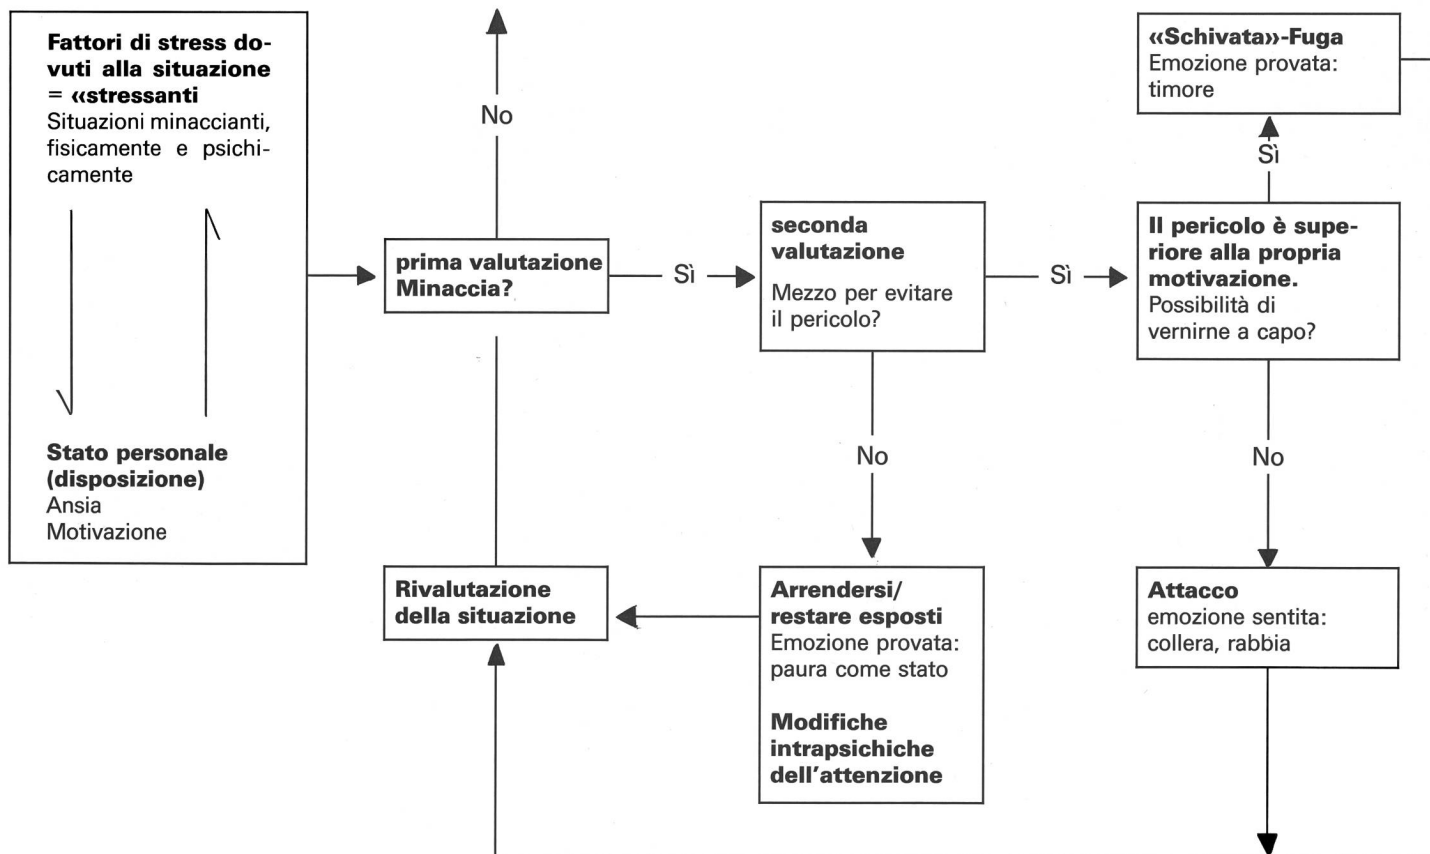 Fattori di stress do-
vuti alla situazione
= «stressanti
Situazioni minaccianti,
fisicamente e psichi-
camente
Stato personale
(disposizione)
Ansia
Motivazione
No
prima valutazione
Minaccia?
Sì
seconda
valutazione
Mezzo per evitare
il pericolo?
Sì
Il pericolo è supe-
riore alla propria
motivazione.
Possibilità di
vernirne a capo?
Sì
«Schivata»-Fuga
Emozione provata:
timore
No
No
Rivalutazione
della situazione
Arrendersi/
restare esposti
Emozione provata:
paura come stato
Modifiche
intrapsichiche
dell'attenzione
Attacco
emozione sentita:
collera, rabbia